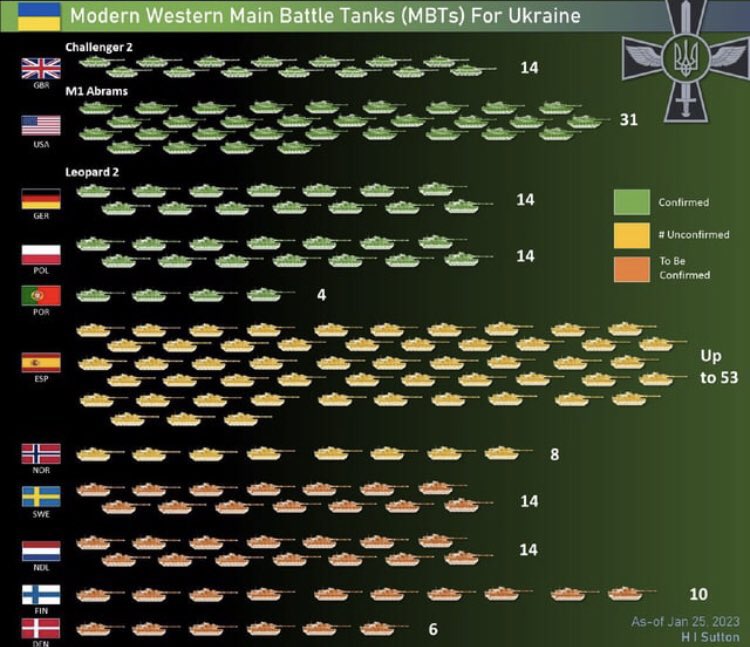 Modern Western Main Battle Tanks (MBTs) For Ukraine
Challenger 2
GBR
14
M1 Abrams
USA
31
Leopard 2
GER
14
Confirmed
# Unconfirmed
To Be
Confirmed
POL
14
POR
4
ESP
Up
to 53
NOR
8
SWE
14
NDL
14
FIN
10
DEN
6
As-of Jan 25, 2023
H I Sutton